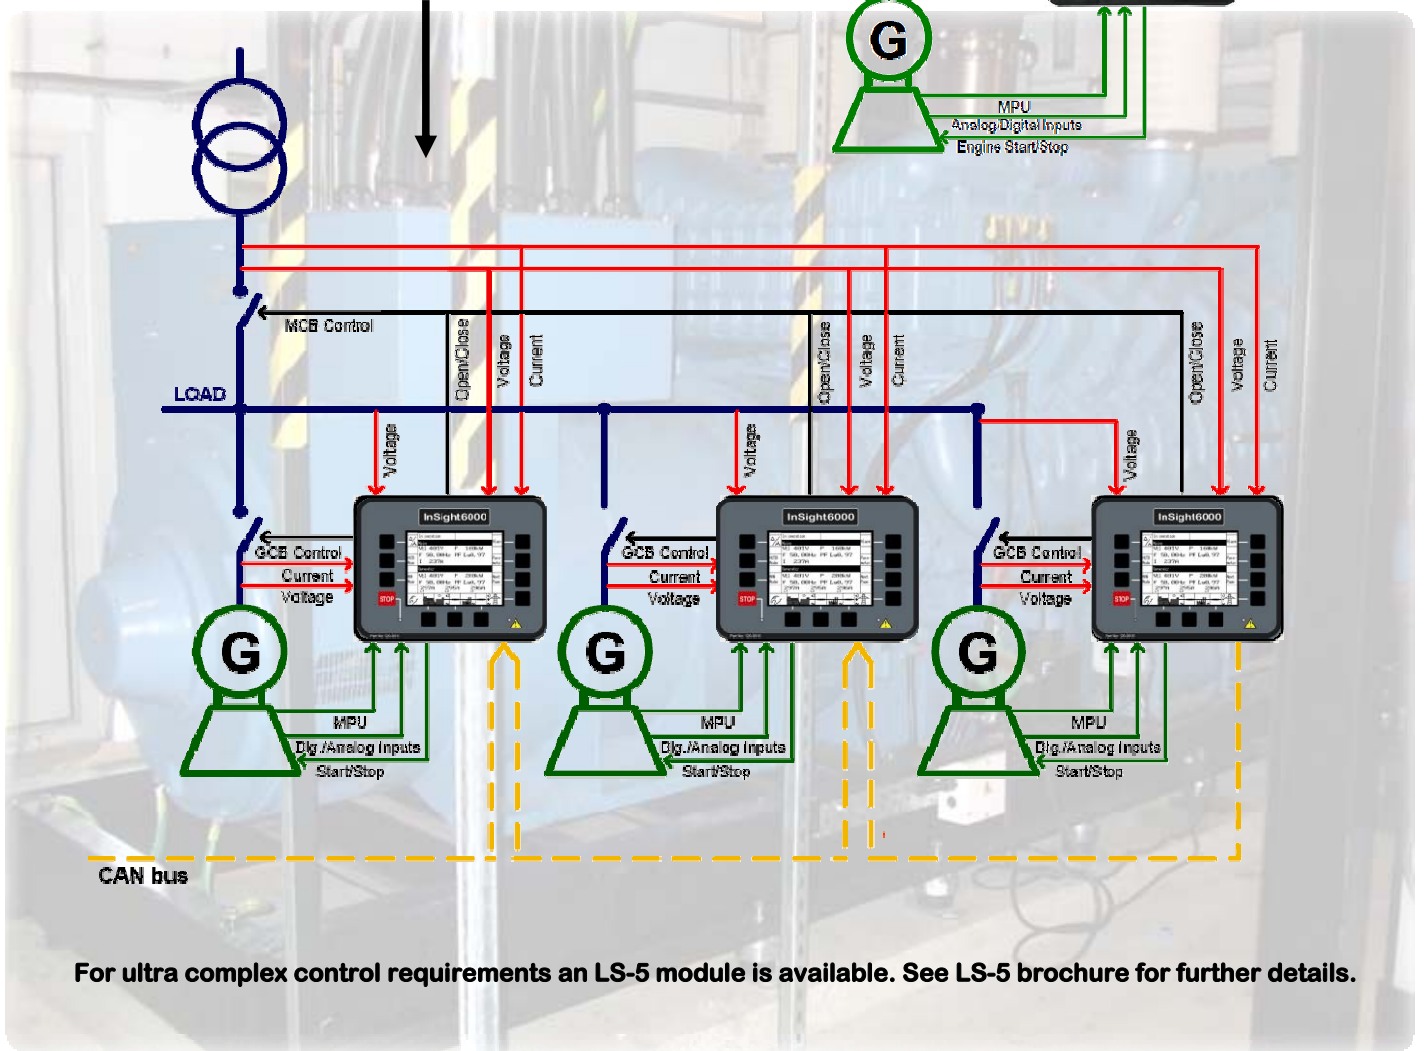 G
MPU
Analog/Digital Inputs
Engine Start/Stop
MCB Control
Open/Close
Voltage
Current
Open/Close
Voltage
Current
Open/Close
Voltage
Current
LOAD
Voltage
Voltage
Voltage
InSight6000
InSight6000
InSight6000
GCB Control
Current
Voltage
STOP
GCB Control
Current
Voltage
STOP
GCB Control
Current
Voltage
STOP
G
G
G
MPU
Dig./Analog Inputs
Start/Stop
MPU
Dig./Analog Inputs
Start/Stop
MPU
Dig./Analog Inputs
Start/Stop
CAN bus
For ultra complex control requirements an LS-5 module is available. See LS-5 brochure for further details.